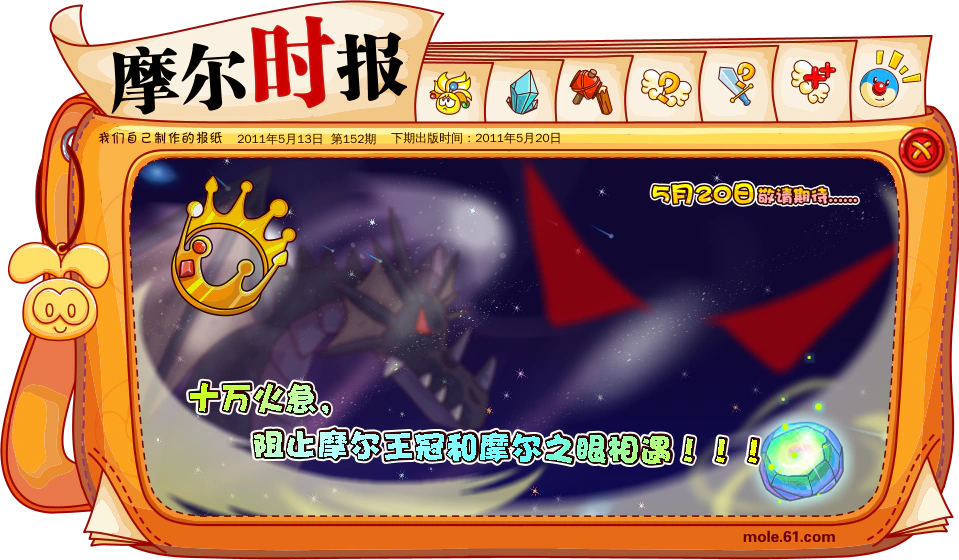 摩尔时报
我们自己制作的报纸 2011年5月13日 第152期 下期出版时间：2011年5月20日
5月20日敬请期待......
十万火急，
阻止摩尔王冠和摩尔之眼相遇！！！
mole.61.com